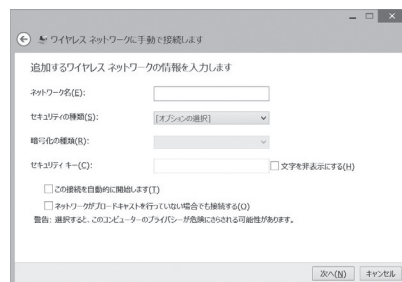 ワイヤレス ネットワークに手動で接続します
追加するワイヤレス ネットワークの情報を入力します
ネットワーク名(E):
セキュリティの種類(S): [オプションの選択]
暗号化の種類(R):
セキュリティ キー(C): 文字を非表示にする(H)
この接続を自動的に開始します(T)
ネットワークがブロードキャストを行っていない場合でも接続する(O)
警告: 選択すると、このコンピューターのプライバシーが危険にさらされる可能性があります。
次へ(N) キャンセル